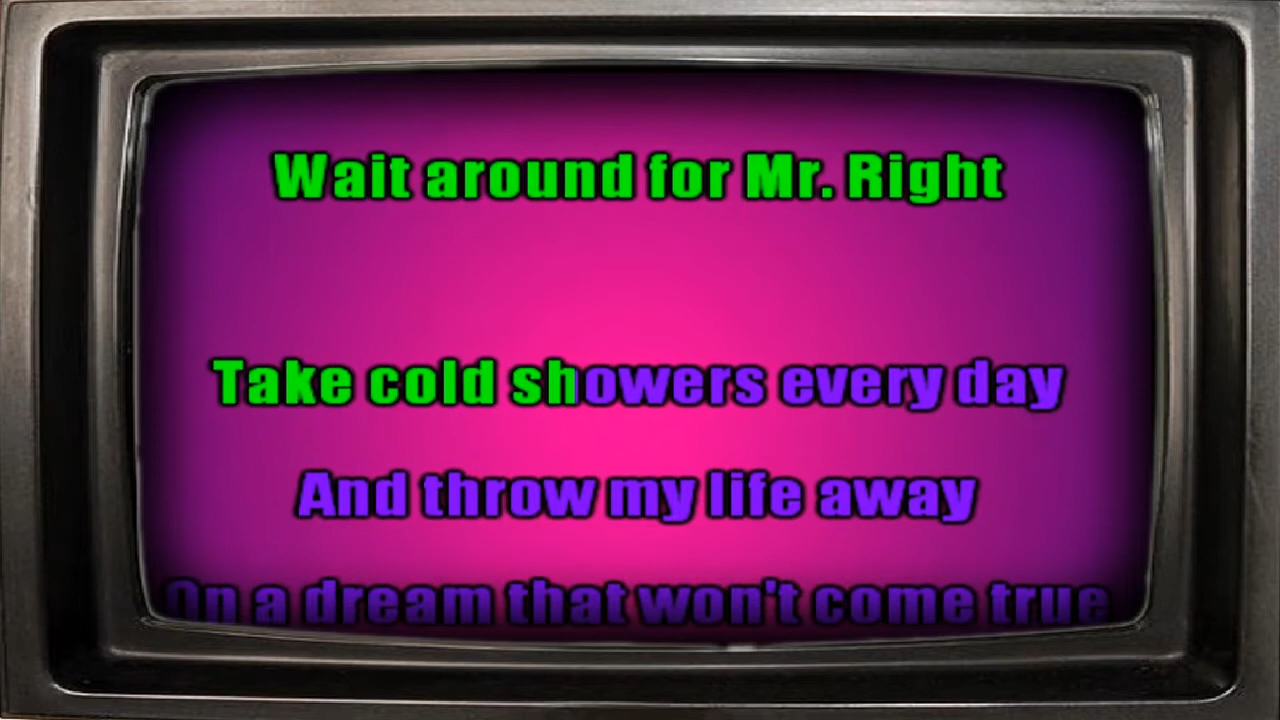 Wait around for Mr. Right
Take cold showers every day
And throw my life away
On a dream that won't come true